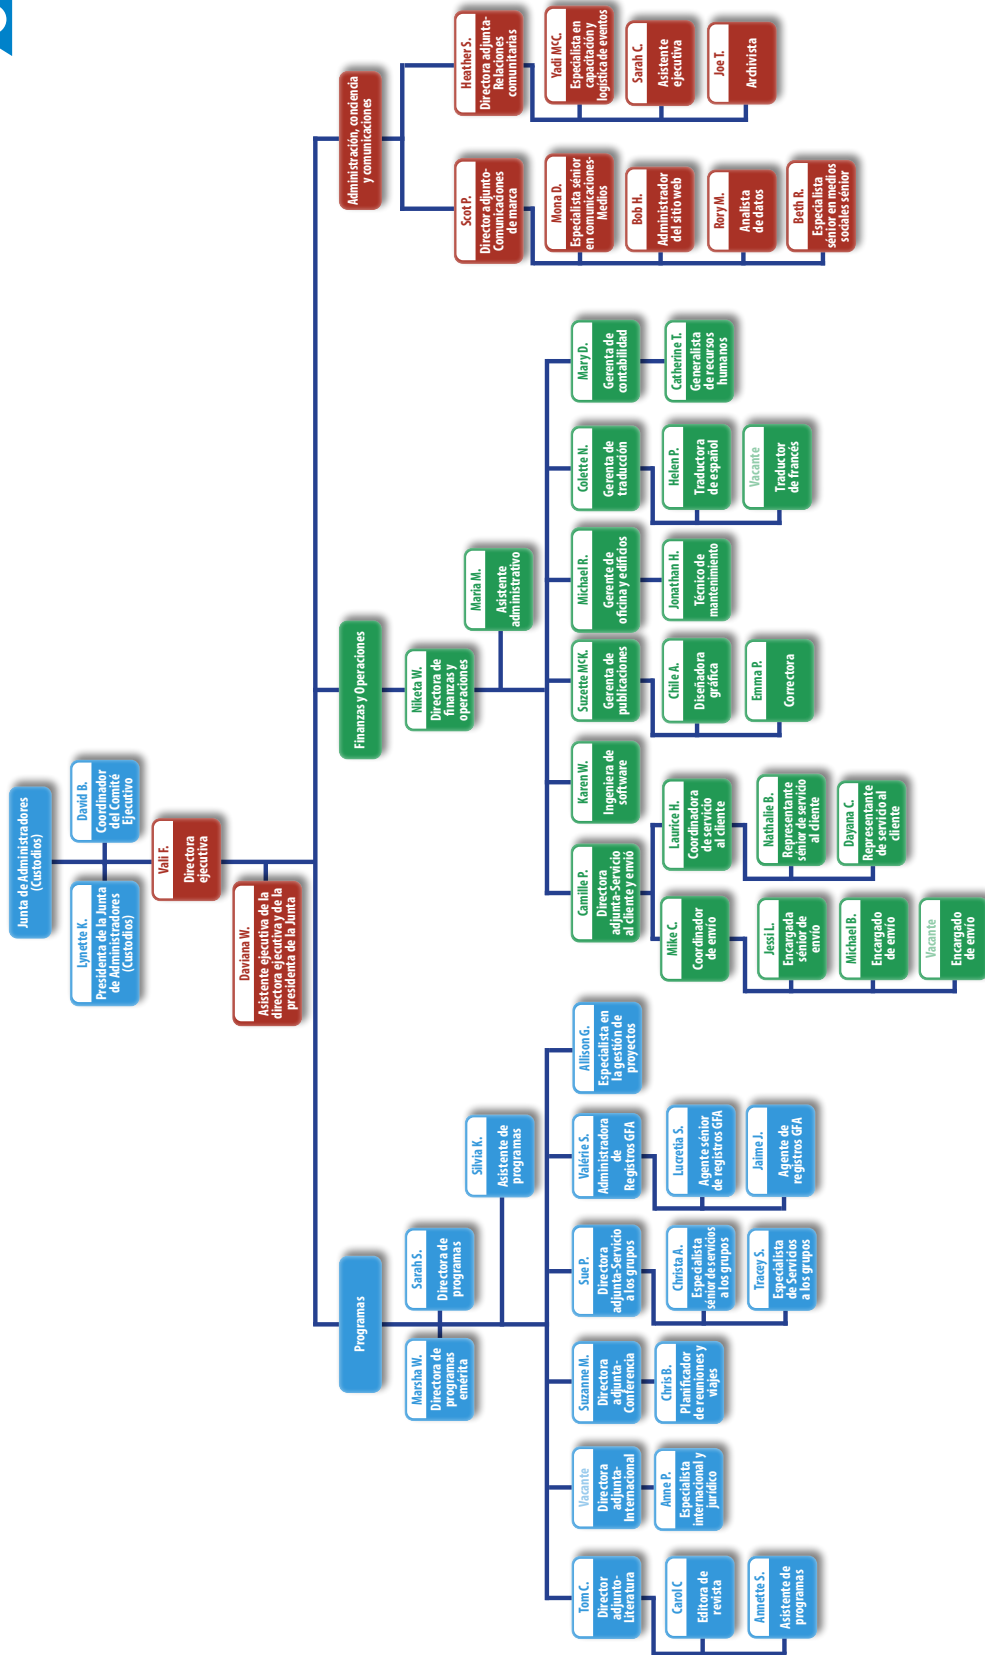 Junta de Administradores
(Custodios)
Lynette K.
Presidenta de la Junta
de Administradores
(Custodios)
David B.
Coordinador
del Comité
Ejecutivo
Vali F.
Directora
ejecutiva
Daviana W.
Asistente ejecutiva de la
directora ejecutiva y de la
presidenta de la Junta
Programas
Marsha W.
Directora de
programas
emérita
Sarah S.
Directora de
programas
Silvia K.
Asistente de
programas
Tom C.
Director
adjunto-
Literatura
Carol C
Editora de
revista
Annette S.
Asistente de
programas
Vacante
Directora
adjunta-
Internacional
Anne P.
Especialista
internacional y
jurídico
Suzanne M.
Directora
adjunta-
Conferencia
Chris B.
Planificador
de reuniones y
viajes
Sue P.
Directora
adjunta-Servicio
a los grupos
Christa A.
Especialista
sénior de servicios
a los grupos
Tracey S.
Especialista
de Servicios
a los grupos
Valérie S.
Administradora
de
Registros GFA
Lucretia S.
Agente sénior
de registros GFA
Jaime J.
Agente de
registros GFA
Allison G.
Especialista en
la gestión de
proyectos
Finanzas y Operaciones
Niketa W.
Directora de
finanzas y
operaciones
Maria M.
Asistente
administrativo
Camille P.
Directora
adjunta-Servicio
al cliente y envió
Mike C.
Coordinador
de envío
Jessi L.
Encargada
sénior de
envío
Michael B.
Encargado
de envío
Vacante
Encargado
de envío
Laurice H.
Coordinadora
de servicio
al cliente
Nathalie B.
Representante
sénior de servicio
al cliente
Dayana C.
Representante
de servicio al
cliente
Karen W.
Ingeniera de
software
Suzette McK.
Gerenta de
publicaciones
Chile A.
Diseñadora
gráfica
Emma P.
Correctora
Michael R.
Gerente de
oficina y edificios
Jonathan H.
Técnico de
mantenimiento
Colette N.
Gerenta de
traducción
Helen P.
Traductora
de español
Vacante
Traductor
de francés
Mary D.
Gerenta de
contabilidad
Catherine T.
Generalista
de recursos
humanos
Administración, conciencia
y comunicaciones
Scot P.
Director adjunto-
Comunicaciones
de marca
Mona D.
Especialista sénior
en comunicaciones-
Medios
Bob H.
Administrador
del sitio web
Rory M.
Analista
de datos
Beth R.
Especialista
sénior en medios
sociales sénior
Heather S.
Directora adjunta-
Relaciones
comunitarias
Yadi McC.
Especialista en
capacitación y
logística de eventos
Sarah C.
Asistente
ejecutiva
Joe T.
Archivista